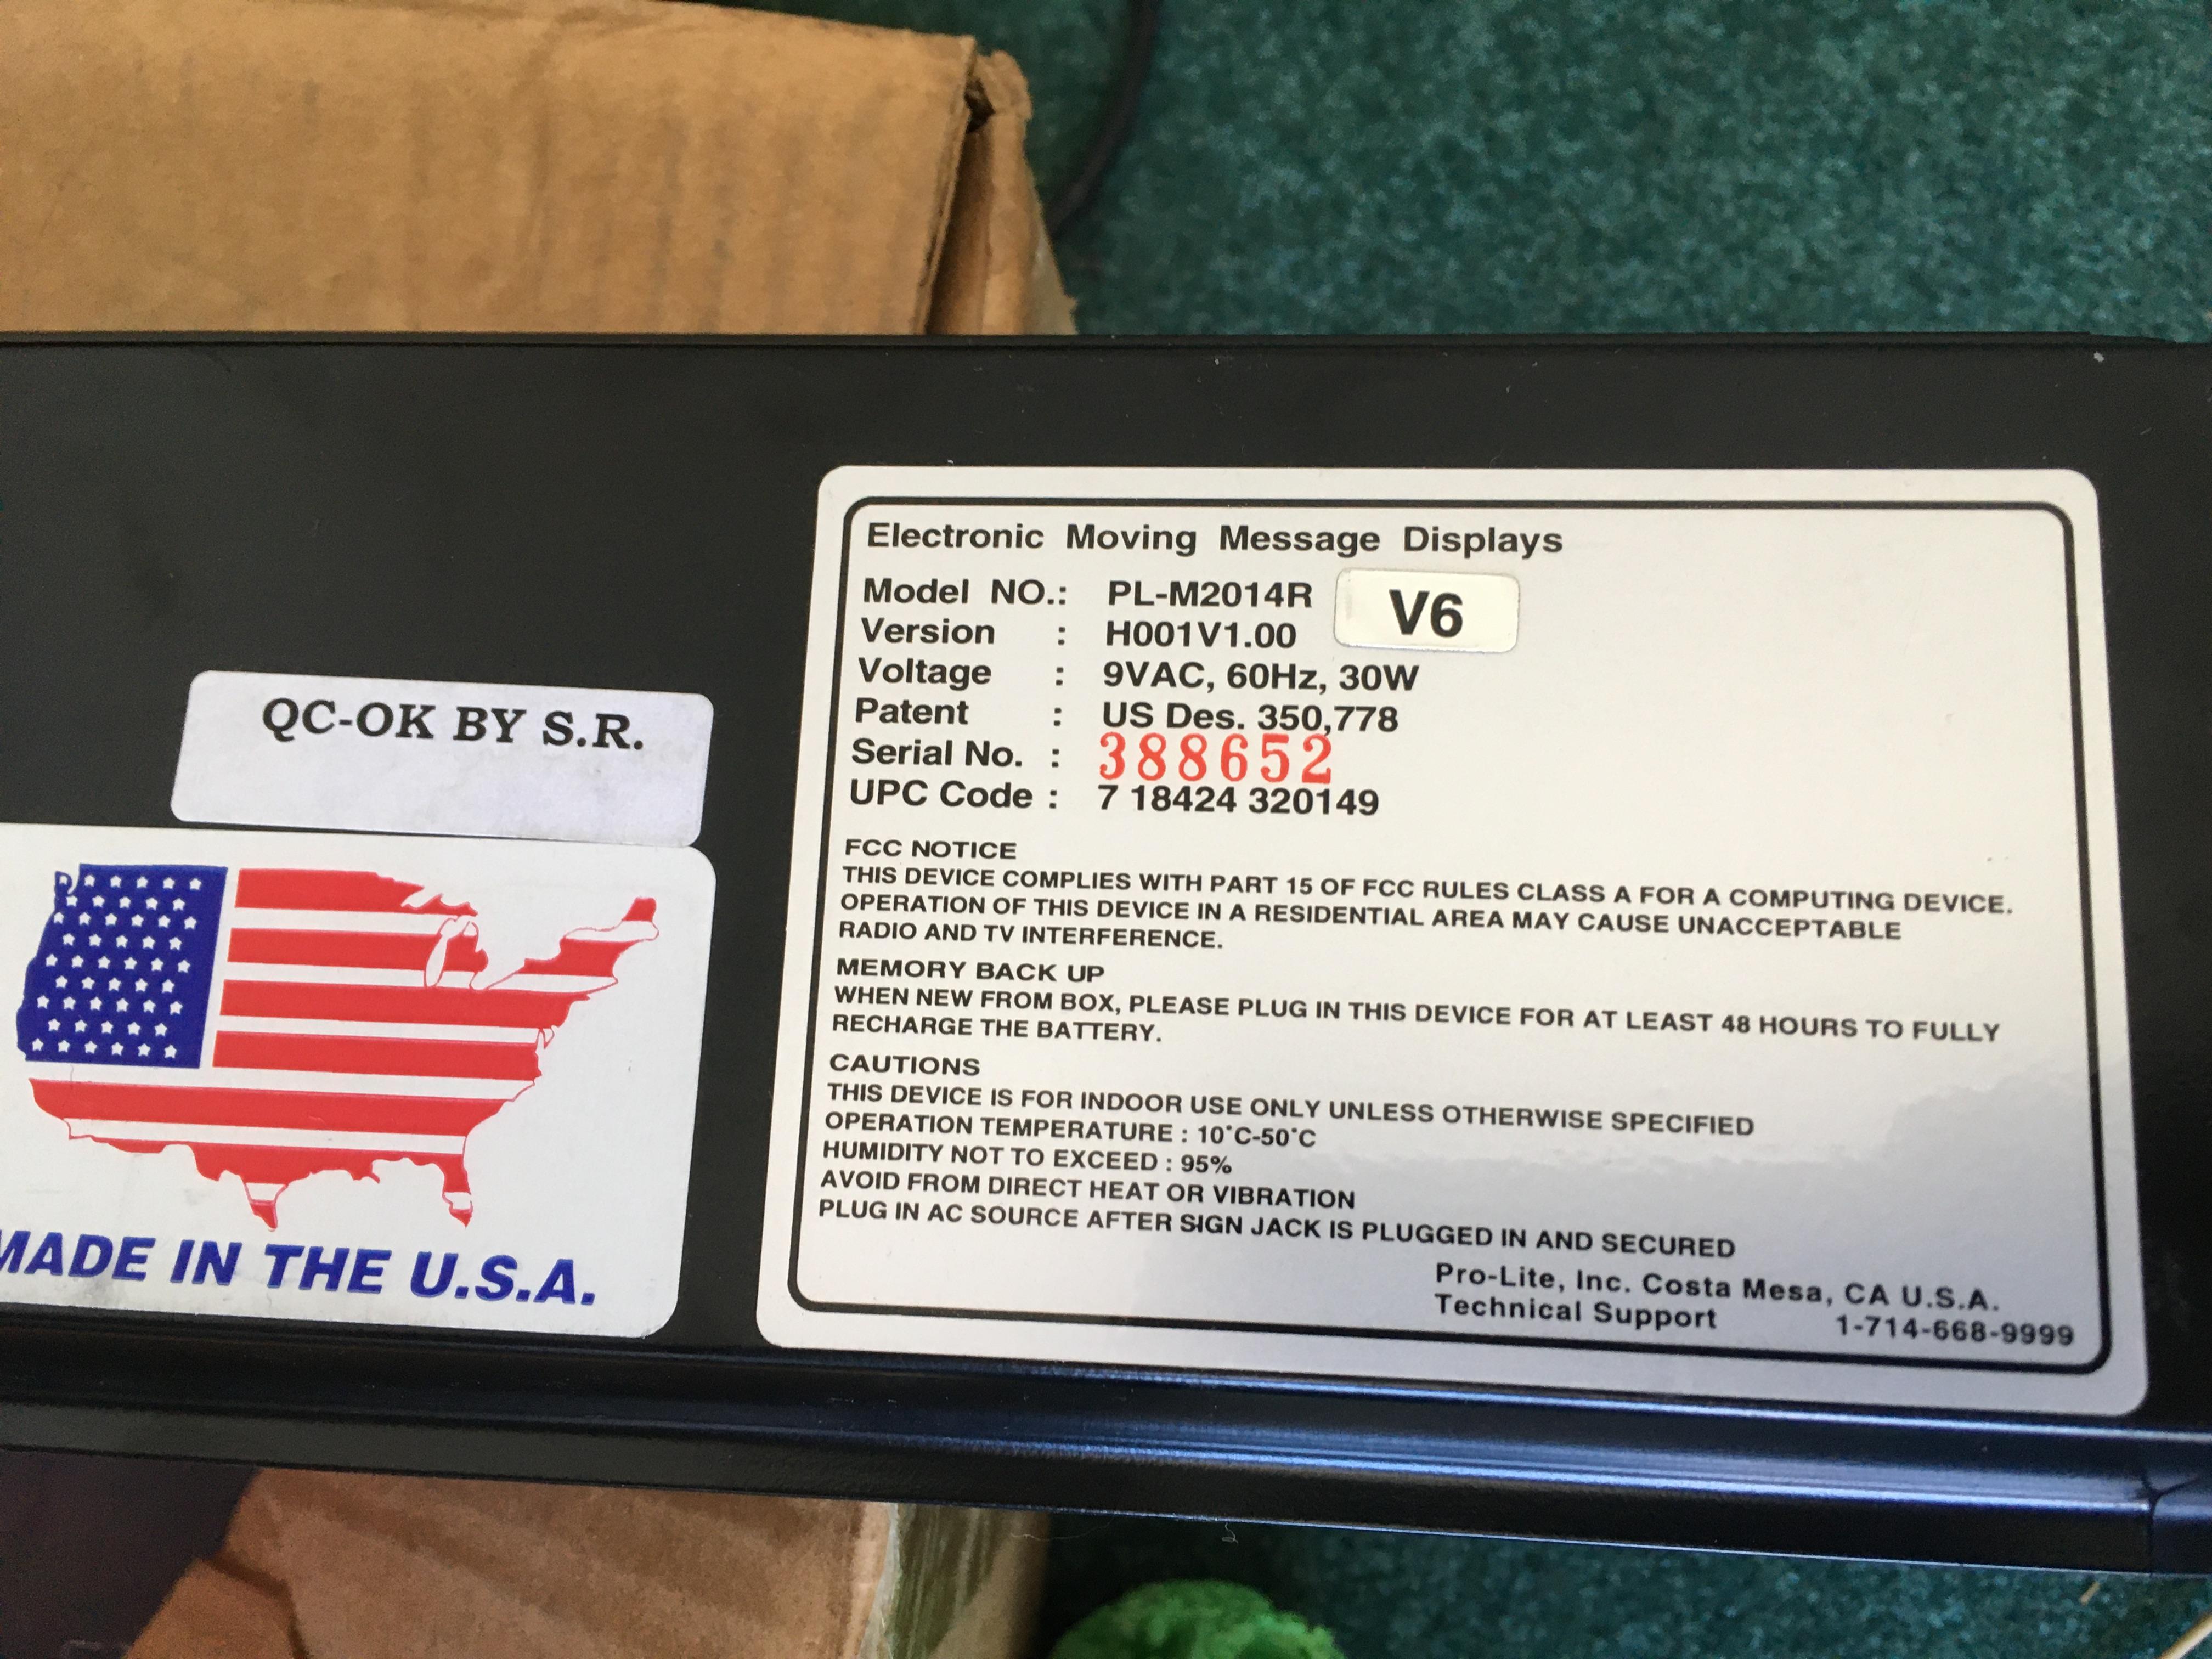 Electronic Moving Message Displays
Model NO.: PL-M2014R V6
Version : H001V1.00
Voltage : 9VAC, 60Hz, 30W
Patent : US Des. 350,778
Serial No. : 388652
UPC Code : 7 18424 320149
FCC NOTICE
THIS DEVICE COMPLIES WITH PART 15 OF FCC RULES CLASS A FOR A COMPUTING DEVICE.
OPERATION OF THIS DEVICE IN A RESIDENTIAL AREA MAY CAUSE UNACCEPTABLE
RADIO AND TV INTERFERENCE.
MEMORY BACK UP
WHEN NEW FROM BOX, PLEASE PLUG IN THIS DEVICE FOR AT LEAST 48 HOURS TO FULLY
RECHARGE THE BATTERY.
CAUTIONS
THIS DEVICE IS FOR INDOOR USE ONLY UNLESS OTHERWISE SPECIFIED
OPERATION TEMPERATURE : 10°C-50°C
HUMIDITY NOT TO EXCEED : 95%
AVOID FROM DIRECT HEAT OR VIBRATION
PLUG IN AC SOURCE AFTER SIGN JACK IS PLUGGED IN AND SECURED
Pro-Lite, Inc. Costa Mesa, CA U.S.A.
Technical Support 1-714-668-9999
QC-OK BY S.R.
MADE IN THE U.S.A.